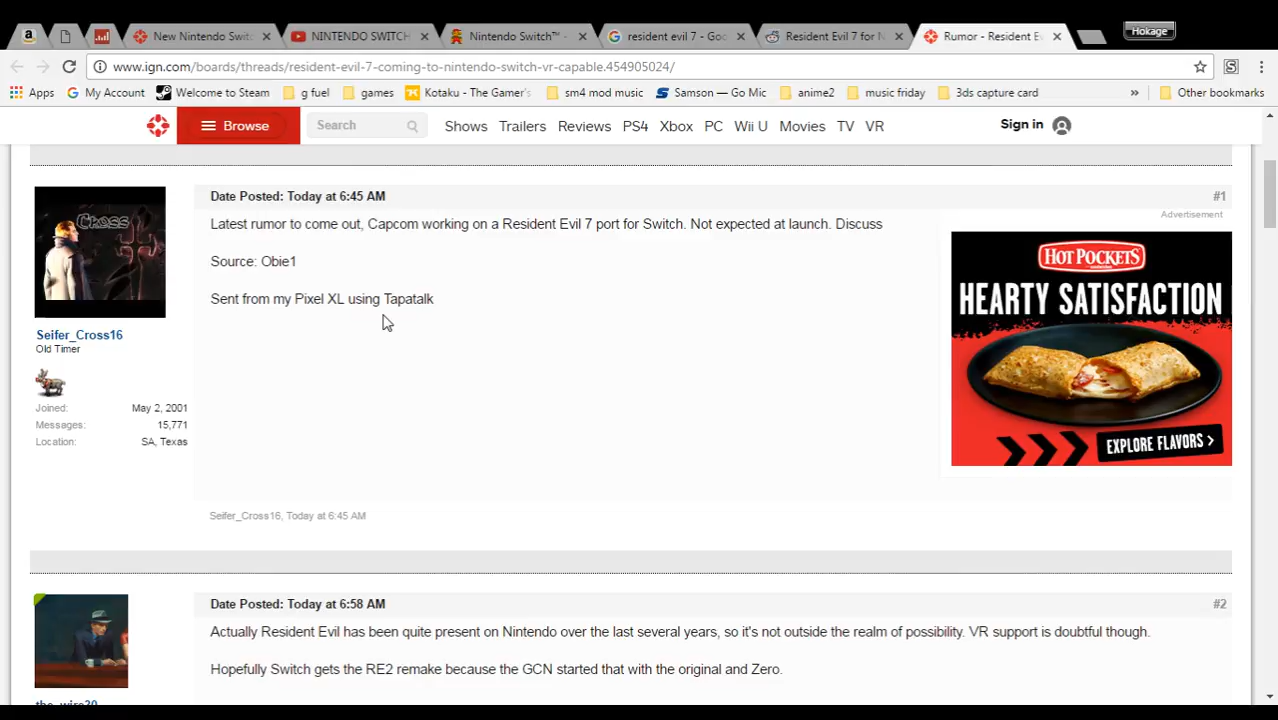 New Nintendo Switc
NINTENDO SWITCH
Nintendo Switch™ -
resident evil 7 - Goo
Resident Evil 7 for N
Rumor - Resident Ev
Hokage
www.ign.com/boards/threads/resident-evil-7-coming-to-nintendo-switch-vr-capable.454905024/
Apps
My Account
Welcome to Steam
g fuel
games
Kotaku - The Gamer's
sm4 mod music
Samson — Go Mic
anime2
music friday
3ds capture card
»
Other bookmarks
Browse
Search
Shows
Trailers
Reviews
PS4
Xbox
PC
Wii U
Movies
TV
VR
Sign in
Cross
Seifer_Cross16
Old Timer
Joined: May 2, 2001
Messages: 15,771
Location: SA, Texas
Date Posted: Today at 6:45 AM
#1
Latest rumor to come out, Capcom working on a Resident Evil 7 port for Switch. Not expected at launch. Discuss
Source: Obie1
Sent from my Pixel XL using Tapatalk
Seifer_Cross16, Today at 6:45 AM
Advertisement
HOT POCKETS
HEARTY SATISFACTION
EXPLORE FLAVORS >
Date Posted: Today at 6:58 AM
#2
Actually Resident Evil has been quite present on Nintendo over the last several years, so it's not outside the realm of possibility. VR support is doubtful though.
Hopefully Switch gets the RE2 remake because the GCN started that with the original and Zero.